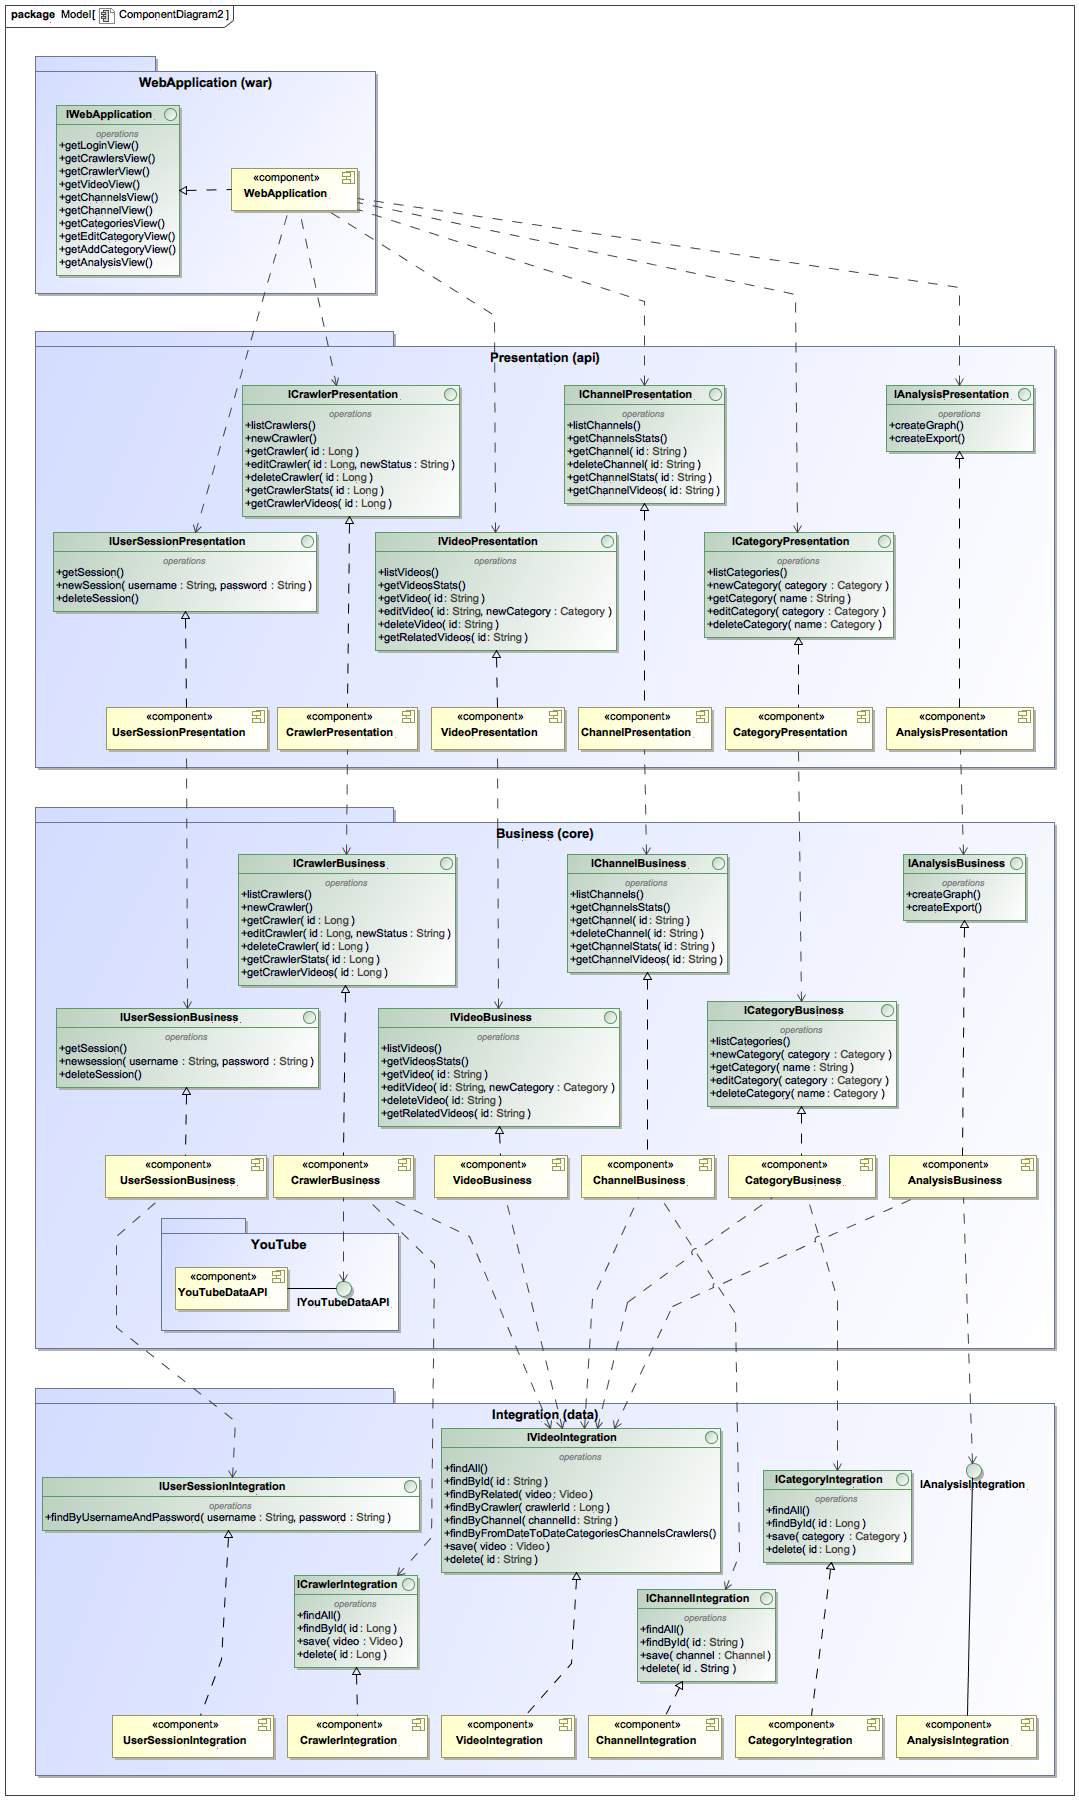 package Model[ ComponentDiagram2 ]
WebApplication (war)
IWebApplication
operations
+getLoginView()
+getCrawlersView()
+getCrawlerView()
+getVideoView()
+getChannelsView()
+getChannelView()
+getCategoriesView()
+getEditCategoryView()
+getAddCategoryView()
+getAnalysisView()
«component»
WebApplication
Presentation (api)
ICrawlerPresentation
operations
+listCrawlers()
+newCrawler()
+getCrawler( id : Long )
+editCrawler( id : Long, newStatus : String )
+deleteCrawler( id : Long )
+getCrawlerStats( id : Long )
+getCrawlerVideos( id : Long )
IChannelPresentation
operations
+listChannels()
+getChannelsStats()
+getChannel( id : String )
+deleteChannel( id : String )
+getChannelStats( id : String )
+getChannelVideos( id : String )
IAnalysisPresentation
operations
+createGraph()
+createExport()
IUserSessionPresentation
operations
+getSession()
+newSession( username : String, password : String )
+deleteSession()
IVideoPresentation
operations
+listVideos()
+getVideosStats()
+getVideo( id : String )
+editVideo( id : String, newCategory : Category )
+deleteVideo( id : String )
+getRelatedVideos( id : String )
ICategoryPresentation
operations
+listCategories()
+newCategory( category : Category )
+getCategory( name : String )
+editCategory( category : Category )
+deleteCategory( name : Category )
«component»
UserSessionPresentation
«component»
CrawlerPresentation
«component»
VideoPresentation
«component»
ChannelPresentation
«component»
CategoryPresentation
«component»
AnalysisPresentation
Business (core)
ICrawlerBusiness
operations
+listCrawlers()
+newCrawler()
+getCrawler( id : Long )
+editCrawler( id : Long, newStatus : String )
+deleteCrawler( id : Long )
+getCrawlerStats( id : Long )
+getCrawlerVideos( id : Long )
IChannelBusiness
operations
+listChannels()
+getChannelsStats()
+getChannel( id : String )
+deleteChannel( id : String )
+getChannelStats( id : String )
+getChannelVideos( id : String )
IAnalysisBusiness
operations
+createGraph()
+createExport()
IUserSessionBusiness
operations
+getSession()
+newsession( username : String, password : String )
+deleteSession()
IVideoBusiness
operations
+listVideos()
+getVideosStats()
+getVideo( id : String )
+editVideo( id : String, newCategory : Category )
+deleteVideo( id : String )
+getRelatedVideos( id : String )
ICategoryBusiness
operations
+listCategories()
+newCategory( category : Category )
+getCategory( name : String )
+editCategory( category : Category )
+deleteCategory( name : Category )
«component»
UserSessionBusiness
«component»
CrawlerBusiness
«component»
VideoBusiness
«component»
ChannelBusiness
«component»
CategoryBusiness
«component»
AnalysisBusiness
YouTube
«component»
YouTubeDataAPI
IYouTubeDataAPI
Integration (data)
IVideoIntegration
operations
+findAll()
+findById( id : String )
+findByRelated( video : Video )
+findByCrawler( crawlerId : Long )
+findByChannel( channelId : String )
+findByFromDateToDateCategoriesChannelsCrawlers()
+save( video : Video )
+delete( id : String )
IUserSessionIntegration
operations
+findByUsernameAndPassword( username : String, password : String )
ICategoryIntegration
operations
+findAll()
+findById( id : Long )
+save( category : Category )
+delete( id : Long )
IAnalysisIntegration
ICrawlerIntegration
operations
+findAll()
+findById( id : Long )
+save( video : Video )
+delete( id : Long )
IChannelIntegration
operations
+findAll()
+findById( id : String )
+save( channel : Channel )
+delete( id . String )
«component»
UserSessionIntegration
«component»
CrawlerIntegration
«component»
VideoIntegration
«component»
ChannelIntegration
«component»
CategoryIntegration
«component»
AnalysisIntegration